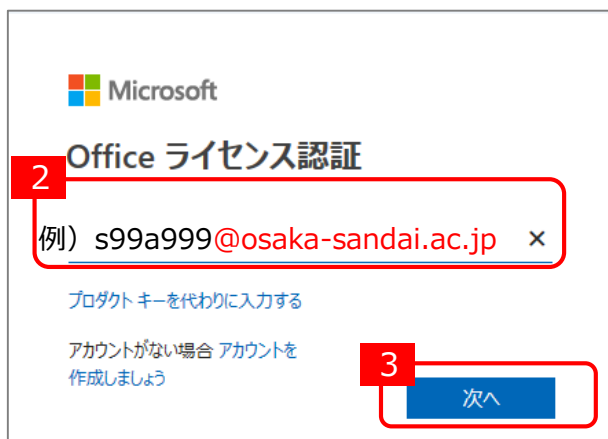 Microsoft
Office ライセンス認証
2
例）s99a999@osaka-sandai.ac.jp ×
プロダクト キーを代わりに入力する
アカウントがない場合 アカウントを
作成しましょう
3
次へ